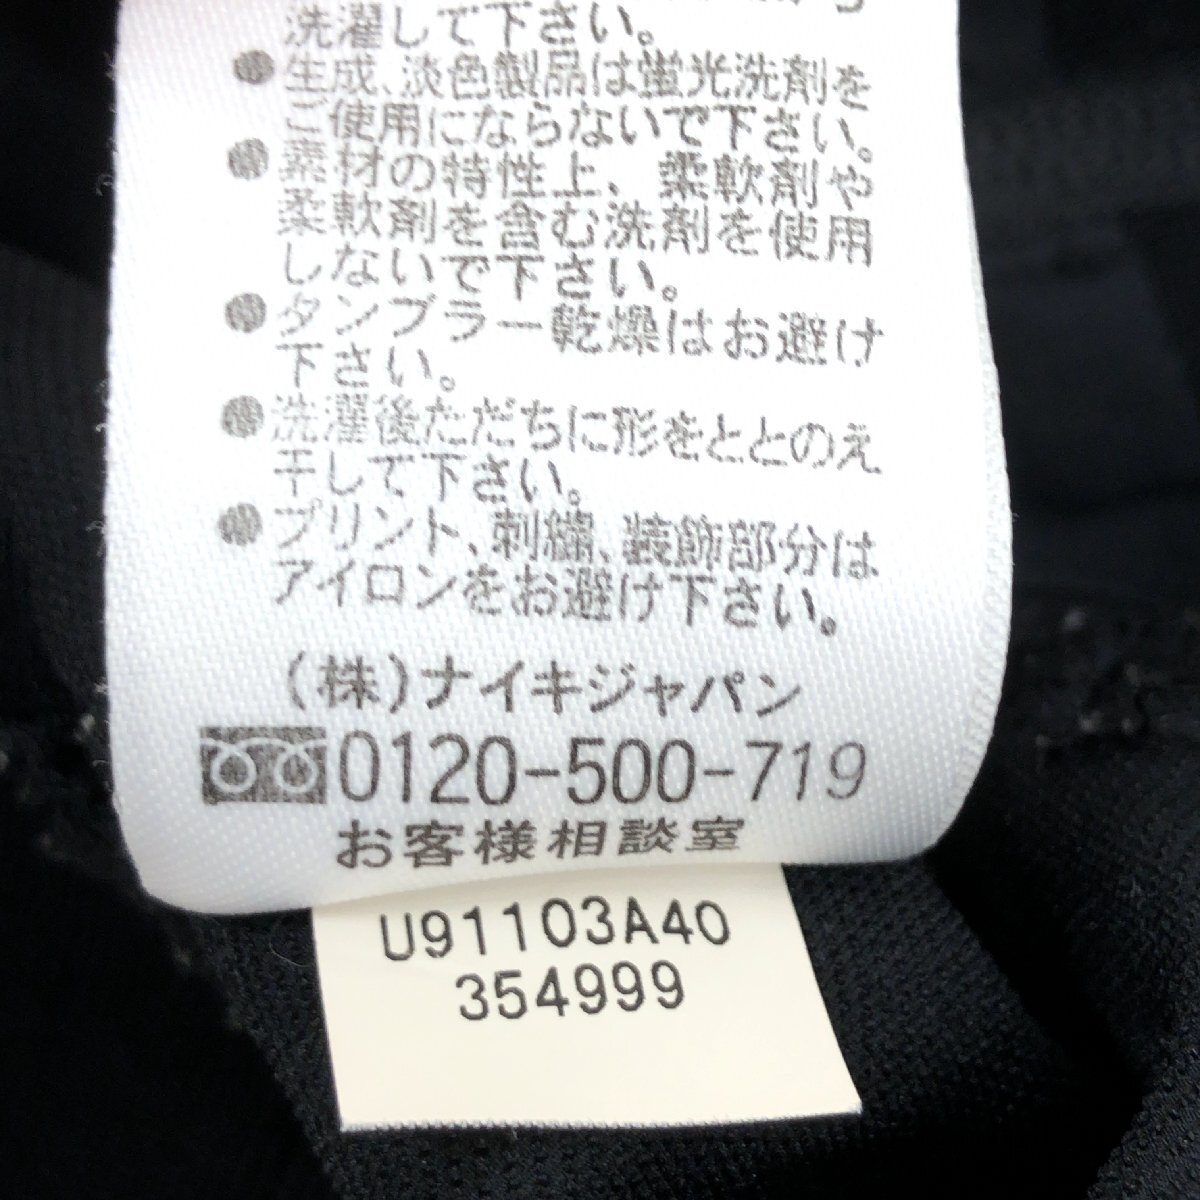 洗濯して下さい。
●生成、淡色製品は蛍光洗剤を
ご使用にならないで下さい。
●素材の特性上、柔軟剤や
柔軟剤を含む洗剤を使用
しないで下さい。
●タンブラー乾燥はお避け
下さい。
●洗濯後ただちに形をととのえ
干して下さい。
●プリント、刺繍、装飾部分は
アイロンをお避け下さい。
(株)ナイキジャパン
0120-500-719
お客様相談室
U91103A40
354999